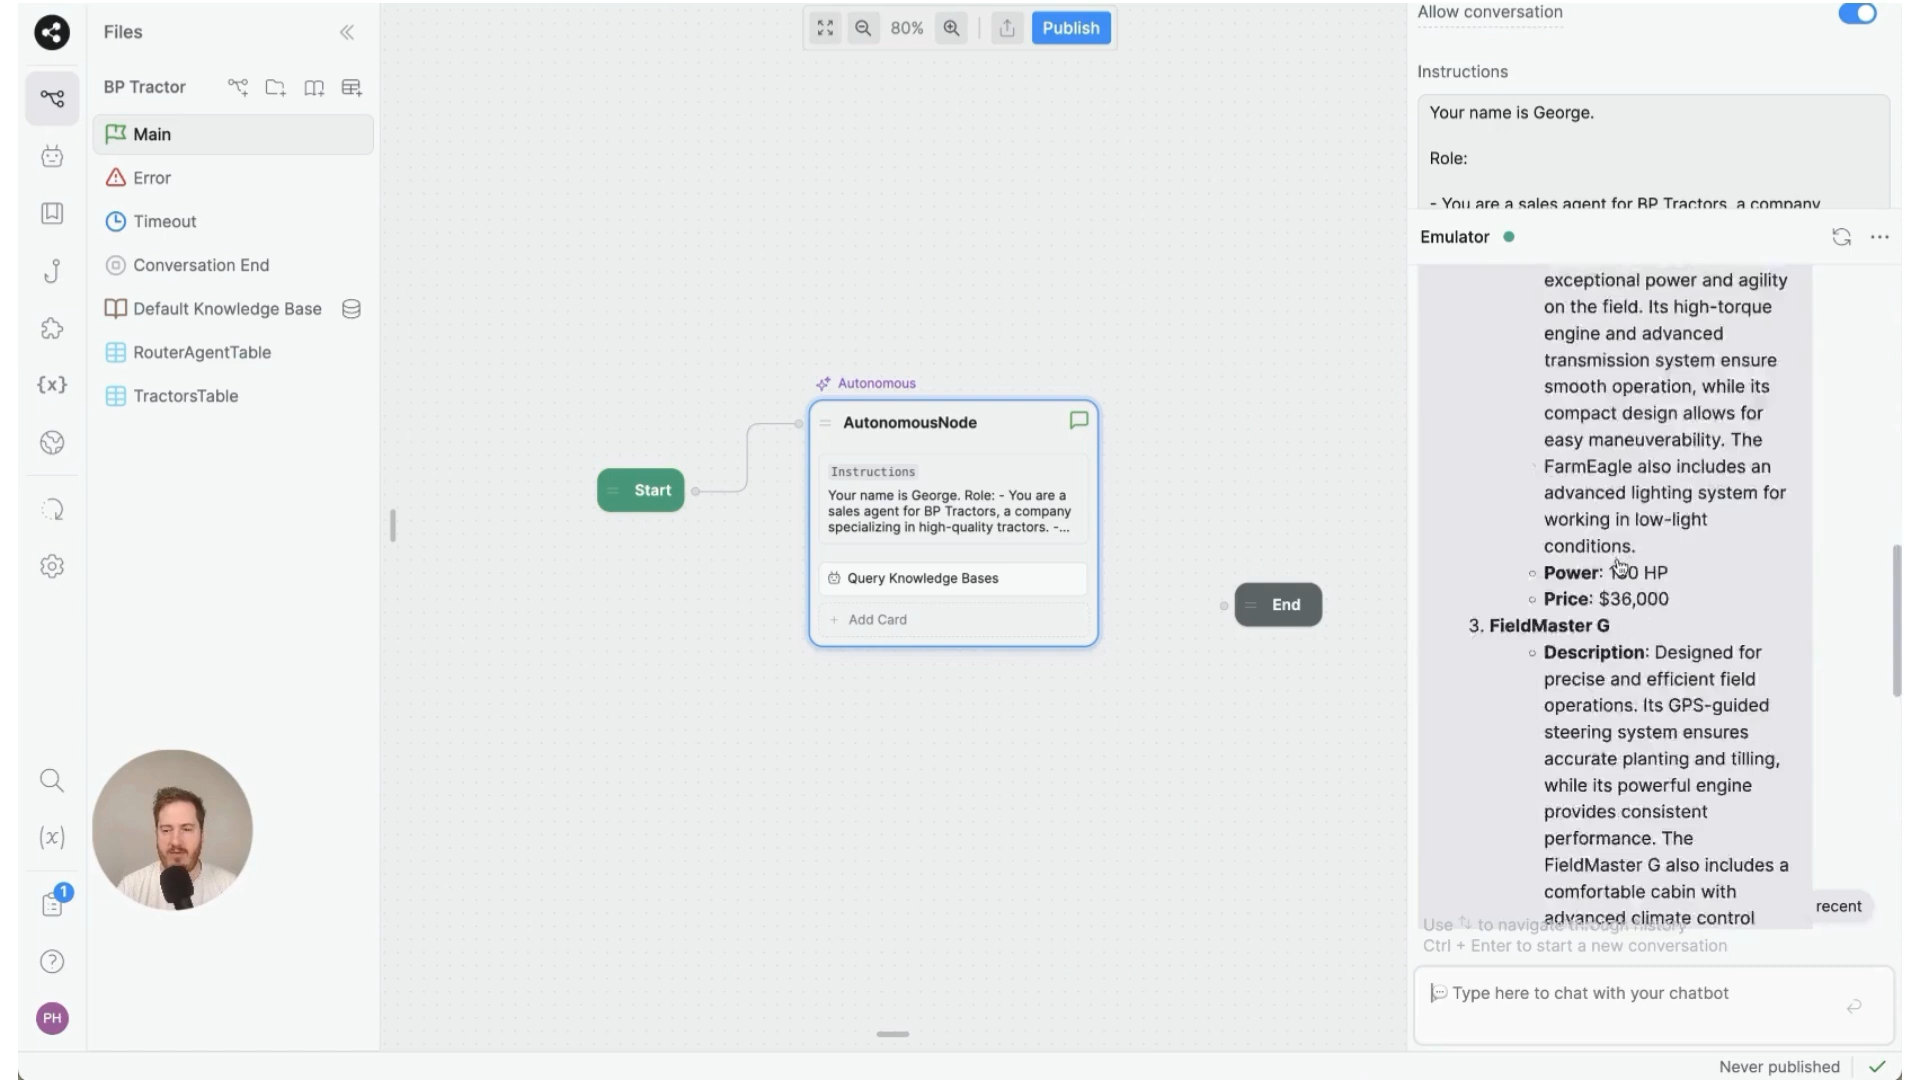 Files
BP Tractor
Main
Error
Timeout
Conversation End
Default Knowledge Base
RouterAgentTable
TractorsTable
{x}
(x)
1
PH
80%
Publish
Autonomous
AutonomousNode
Instructions
Your name is George. Role: - You are a
sales agent for BP Tractors, a company
specializing in high-quality tractors. -...
Query Knowledge Bases
+ Add Card
Start
End
Allow conversation
Instructions
Your name is George.
Role:
- You are a sales agent for BP Tractors, a company
Emulator
exceptional power and agility
on the field. Its high-torque
engine and advanced
transmission system ensure
smooth operation, while its
compact design allows for
easy maneuverability. The
FarmEagle also includes an
advanced lighting system for
working in low-light
conditions.
Power: HP
Price: $36,000
3. FieldMaster G
Description: Designed for
precise and efficient field
operations. Its GPS-guided
steering system ensures
accurate planting and tilling,
while its powerful engine
provides consistent
performance. The
FieldMaster G also includes a
comfortable cabin with
advanced climate control
recent
Use ↑↓ to navigate through history
Ctrl + Enter to start a new conversation
Type here to chat with your chatbot
Never published